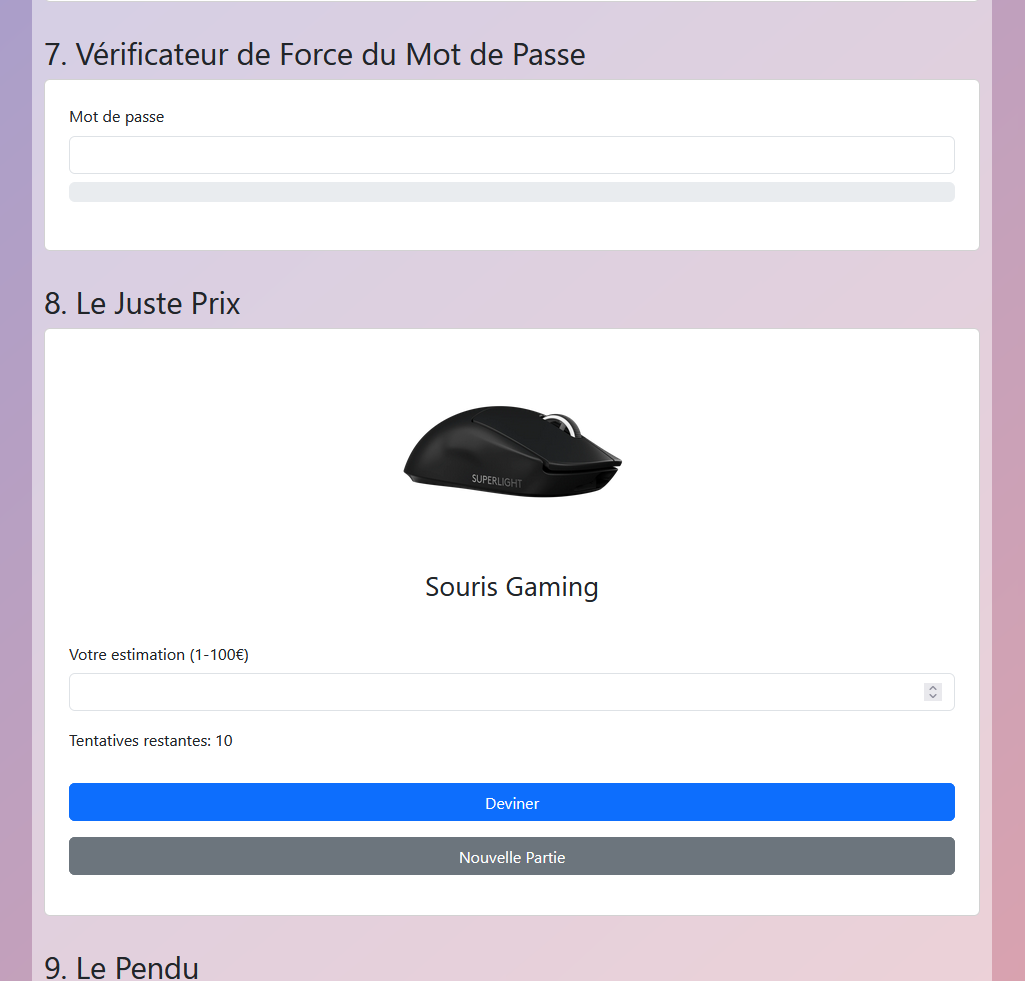 7. Vérificateur de Force du Mot de Passe
Mot de passe
8. Le Juste Prix
SUPERLIGHT
Souris Gaming
Votre estimation (1-100€)
Tentatives restantes: 10
Deviner
Nouvelle Partie
9. Le Pendu